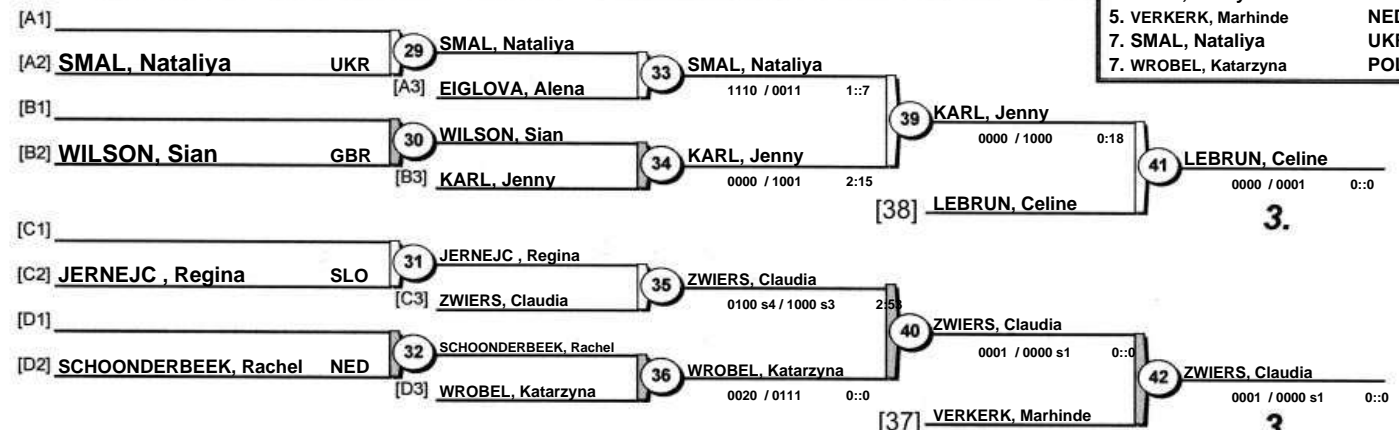 5. VERKERK, Marhinde
7. SMAL, Nataliya
7. WROBEL, Katarzyna
[A1]
[A2] SMAL, Nataliya UKR
29
SMAL, Nataliya
[A3] EIGLOVA, Alena
33
SMAL, Nataliya
1110 / 0011 1::7
[B1]
[B2] WILSON, Sian GBR
30
WILSON, Sian
[B3] KARL, Jenny
34
KARL, Jenny
0000 / 1001 2:15
39
KARL, Jenny
0000 / 1000 0:18
[38] LEBRUN, Celine
41
LEBRUN, Celine
0000 / 0001 0::0
3.
[C1]
[C2] JERNEJC , Regina SLO
31
JERNEJC , Regina
[C3] ZWIERS, Claudia
35
ZWIERS, Claudia
0100 s4 / 1000 s3 2:53
[D1]
[D2] SCHOONDERBEEK, Rachel NED
32
SCHOONDERBEEK, Rachel
[D3] WROBEL, Katarzyna
36
WROBEL, Katarzyna
0020 / 0111 0::0
40
ZWIERS, Claudia
0001 / 0000 s1 0::0
[37] VERKERK, Marhinde
42
ZWIERS, Claudia
0001 / 0000 s1 0::0
3.